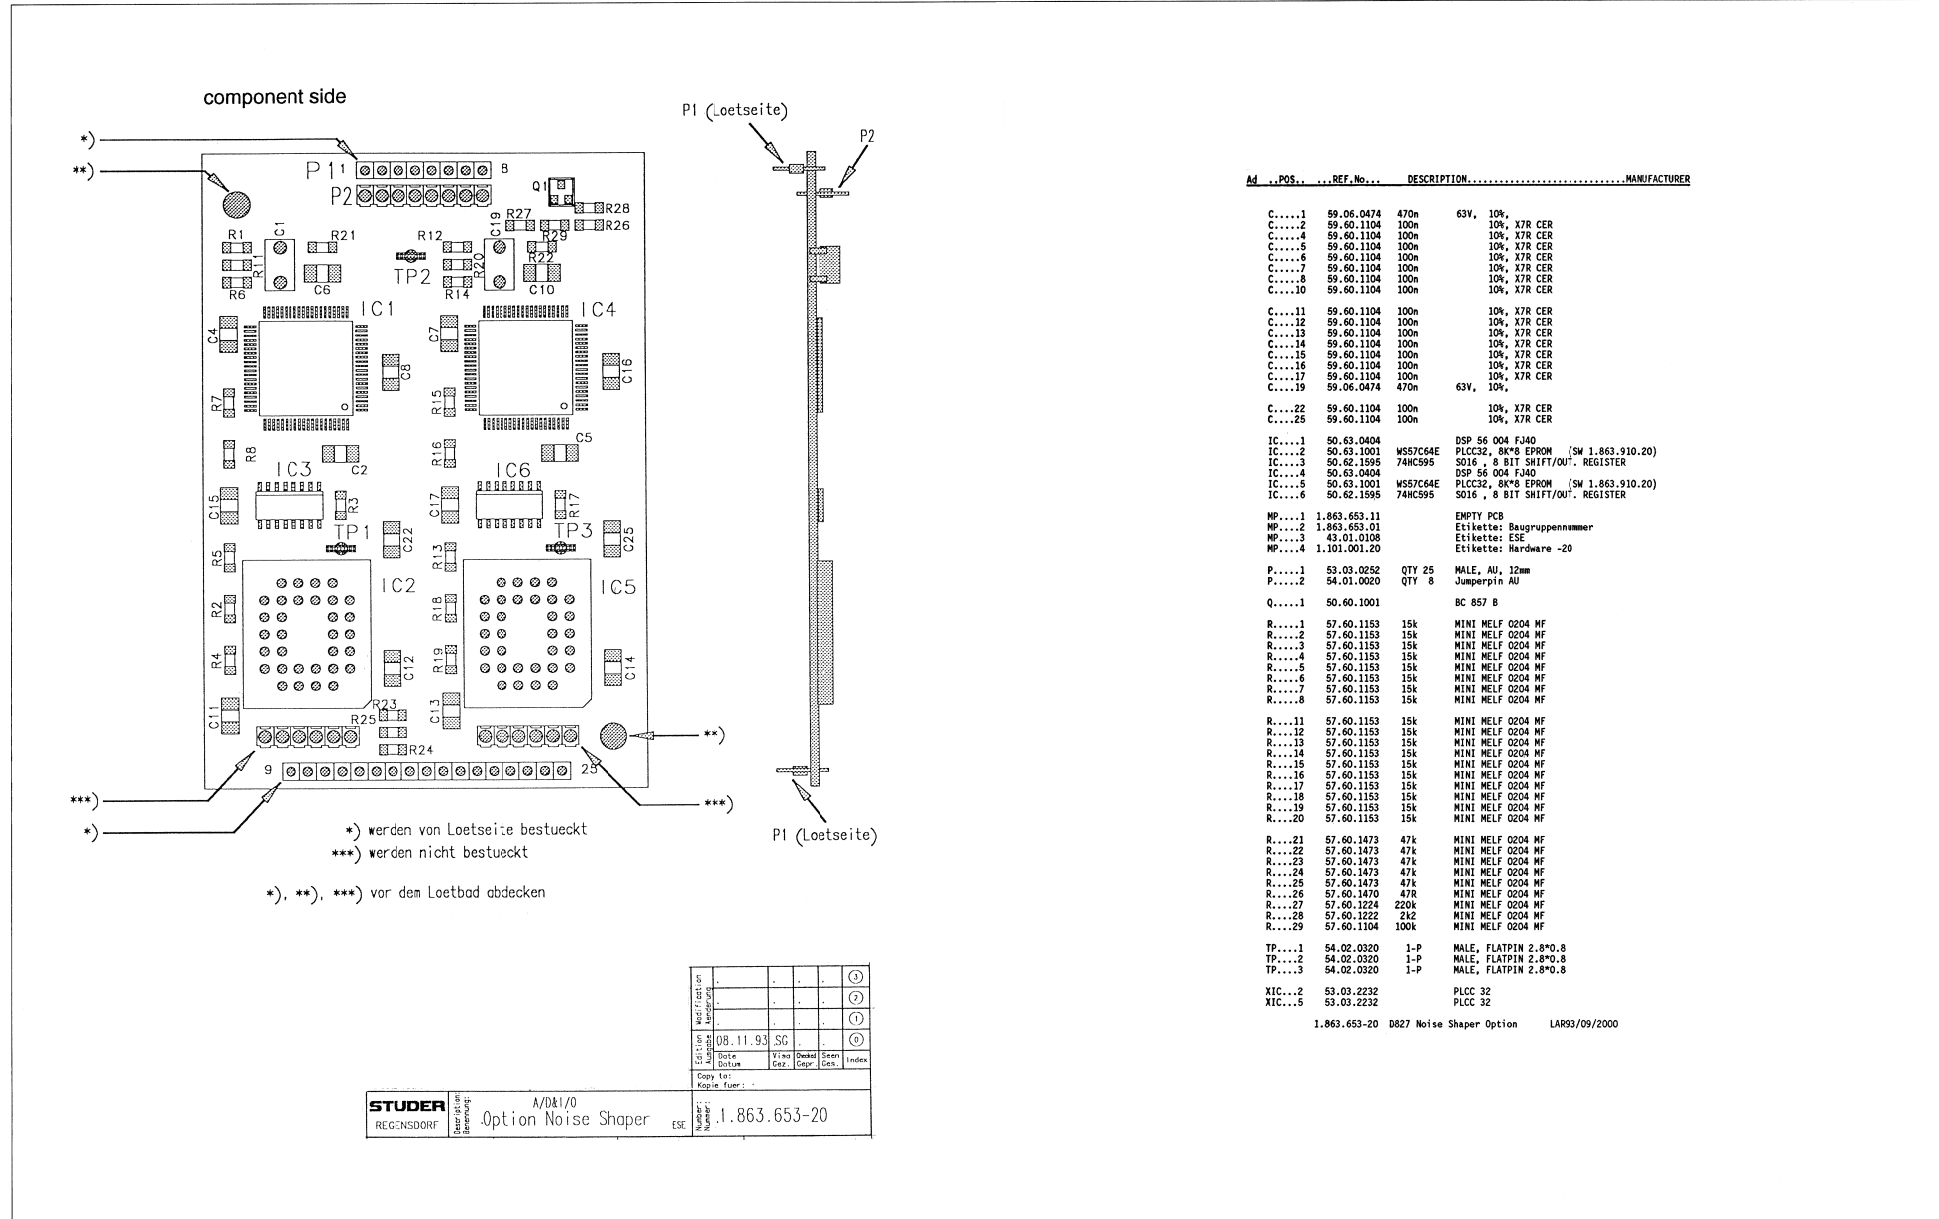 component side
*)
**)
P1 1 8
P2
Q1
R28
R27
R26
C1
C19
R29
R1
R21
R12
R11
R20
R22
TP2
R6
C6
R14
C10
IC1
IC4
C4
C7
C8
C16
R7
R15
R8
R16
C2
C5
IC3
IC6
C15
R3
C17
R17
TP1
C22
TP3
C25
R5
R13
IC2
IC5
R2
R18
R4
C12
R19
C14
C11
R23
C13
R25
R24
**)
9 25
***)
***)
*)
P1 (Loetseite)
P2
P1 (Loetseite)
*) werden von Loetseite bestueckt
***) werden nicht bestueckt
*), **), ***) vor dem Loetbad abdecken
Modification
Aenderung
3
2
1
Edition
Ausgabe
08.11.93 SG 0
Date Visa Checked Seen Index
Datum Gez. Gepr. Ges.
Copy to:
Kopie fuer:
STUDER
REGENSDORF
Description:
Benennung:
A/D&I/O
Option Noise Shaper
ESE
Number:
Nummer:
1.863.653-20
Ad ..POS.. ...REF.No... DESCRIPTION............................MANUFACTURER
C.....1 59.06.0474 470n 63V, 10%,
C.....2 59.60.1104 100n 10%, X7R CER
C.....4 59.60.1104 100n 10%, X7R CER
C.....5 59.60.1104 100n 10%, X7R CER
C.....6 59.60.1104 100n 10%, X7R CER
C.....7 59.60.1104 100n 10%, X7R CER
C.....8 59.60.1104 100n 10%, X7R CER
C....10 59.60.1104 100n 10%, X7R CER
C....11 59.60.1104 100n 10%, X7R CER
C....12 59.60.1104 100n 10%, X7R CER
C....13 59.60.1104 100n 10%, X7R CER
C....14 59.60.1104 100n 10%, X7R CER
C....15 59.60.1104 100n 10%, X7R CER
C....16 59.60.1104 100n 10%, X7R CER
C....17 59.60.1104 100n 10%, X7R CER
C....19 59.06.0474 470n 63V, 10%,
C....22 59.60.1104 100n 10%, X7R CER
C....25 59.60.1104 100n 10%, X7R CER
IC....1 50.63.0404 DSP 56 004 FJ40
IC....2 50.63.1001 WS57C64E PLCC32, 8K*8 EPROM (SW 1.863.910.20)
IC....3 50.62.1595 74HC595 SO16 , 8 BIT SHIFT/OUT. REGISTER
IC....4 50.63.0404 DSP 56 004 FJ40
IC....5 50.63.1001 WS57C64E PLCC32, 8K*8 EPROM (SW 1.863.910.20)
IC....6 50.62.1595 74HC595 SO16 , 8 BIT SHIFT/OUT. REGISTER
MP....1 1.863.653.11 EMPTY PCB
MP....2 1.863.653.01 Etikette: Baugruppennummer
MP....3 43.01.0108 Etikette: ESE
MP....4 1.101.001.20 Etikette: Hardware -20
P.....1 53.03.0252 QTY 25 MALE, AU, 12mm
P.....2 54.01.0020 QTY 8 Jumperpin AU
Q.....1 50.60.1001 BC 857 B
R.....1 57.60.1153 15k MINI MELF 0204 MF
R.....2 57.60.1153 15k MINI MELF 0204 MF
R.....3 57.60.1153 15k MINI MELF 0204 MF
R.....4 57.60.1153 15k MINI MELF 0204 MF
R.....5 57.60.1153 15k MINI MELF 0204 MF
R.....6 57.60.1153 15k MINI MELF 0204 MF
R.....7 57.60.1153 15k MINI MELF 0204 MF
R.....8 57.60.1153 15k MINI MELF 0204 MF
R....11 57.60.1153 15k MINI MELF 0204 MF
R....12 57.60.1153 15k MINI MELF 0204 MF
R....13 57.60.1153 15k MINI MELF 0204 MF
R....14 57.60.1153 15k MINI MELF 0204 MF
R....15 57.60.1153 15k MINI MELF 0204 MF
R....16 57.60.1153 15k MINI MELF 0204 MF
R....17 57.60.1153 15k MINI MELF 0204 MF
R....18 57.60.1153 15k MINI MELF 0204 MF
R....19 57.60.1153 15k MINI MELF 0204 MF
R....20 57.60.1153 15k MINI MELF 0204 MF
R....21 57.60.1473 47k MINI MELF 0204 MF
R....22 57.60.1473 47k MINI MELF 0204 MF
R....23 57.60.1473 47k MINI MELF 0204 MF
R....24 57.60.1473 47k MINI MELF 0204 MF
R....25 57.60.1473 47k MINI MELF 0204 MF
R....26 57.60.1470 47R MINI MELF 0204 MF
R....27 57.60.1224 220k MINI MELF 0204 MF
R....28 57.60.1222 2k2 MINI MELF 0204 MF
R....29 57.60.1104 100k MINI MELF 0204 MF
TP....1 54.02.0320 1-P MALE, FLATPIN 2.8*0.8
TP....2 54.02.0320 1-P MALE, FLATPIN 2.8*0.8
TP....3 54.02.0320 1-P MALE, FLATPIN 2.8*0.8
XIC...2 53.03.2232 PLCC 32
XIC...5 53.03.2232 PLCC 32
1.863.653-20 D827 Noise Shaper Option LAR93/09/2000